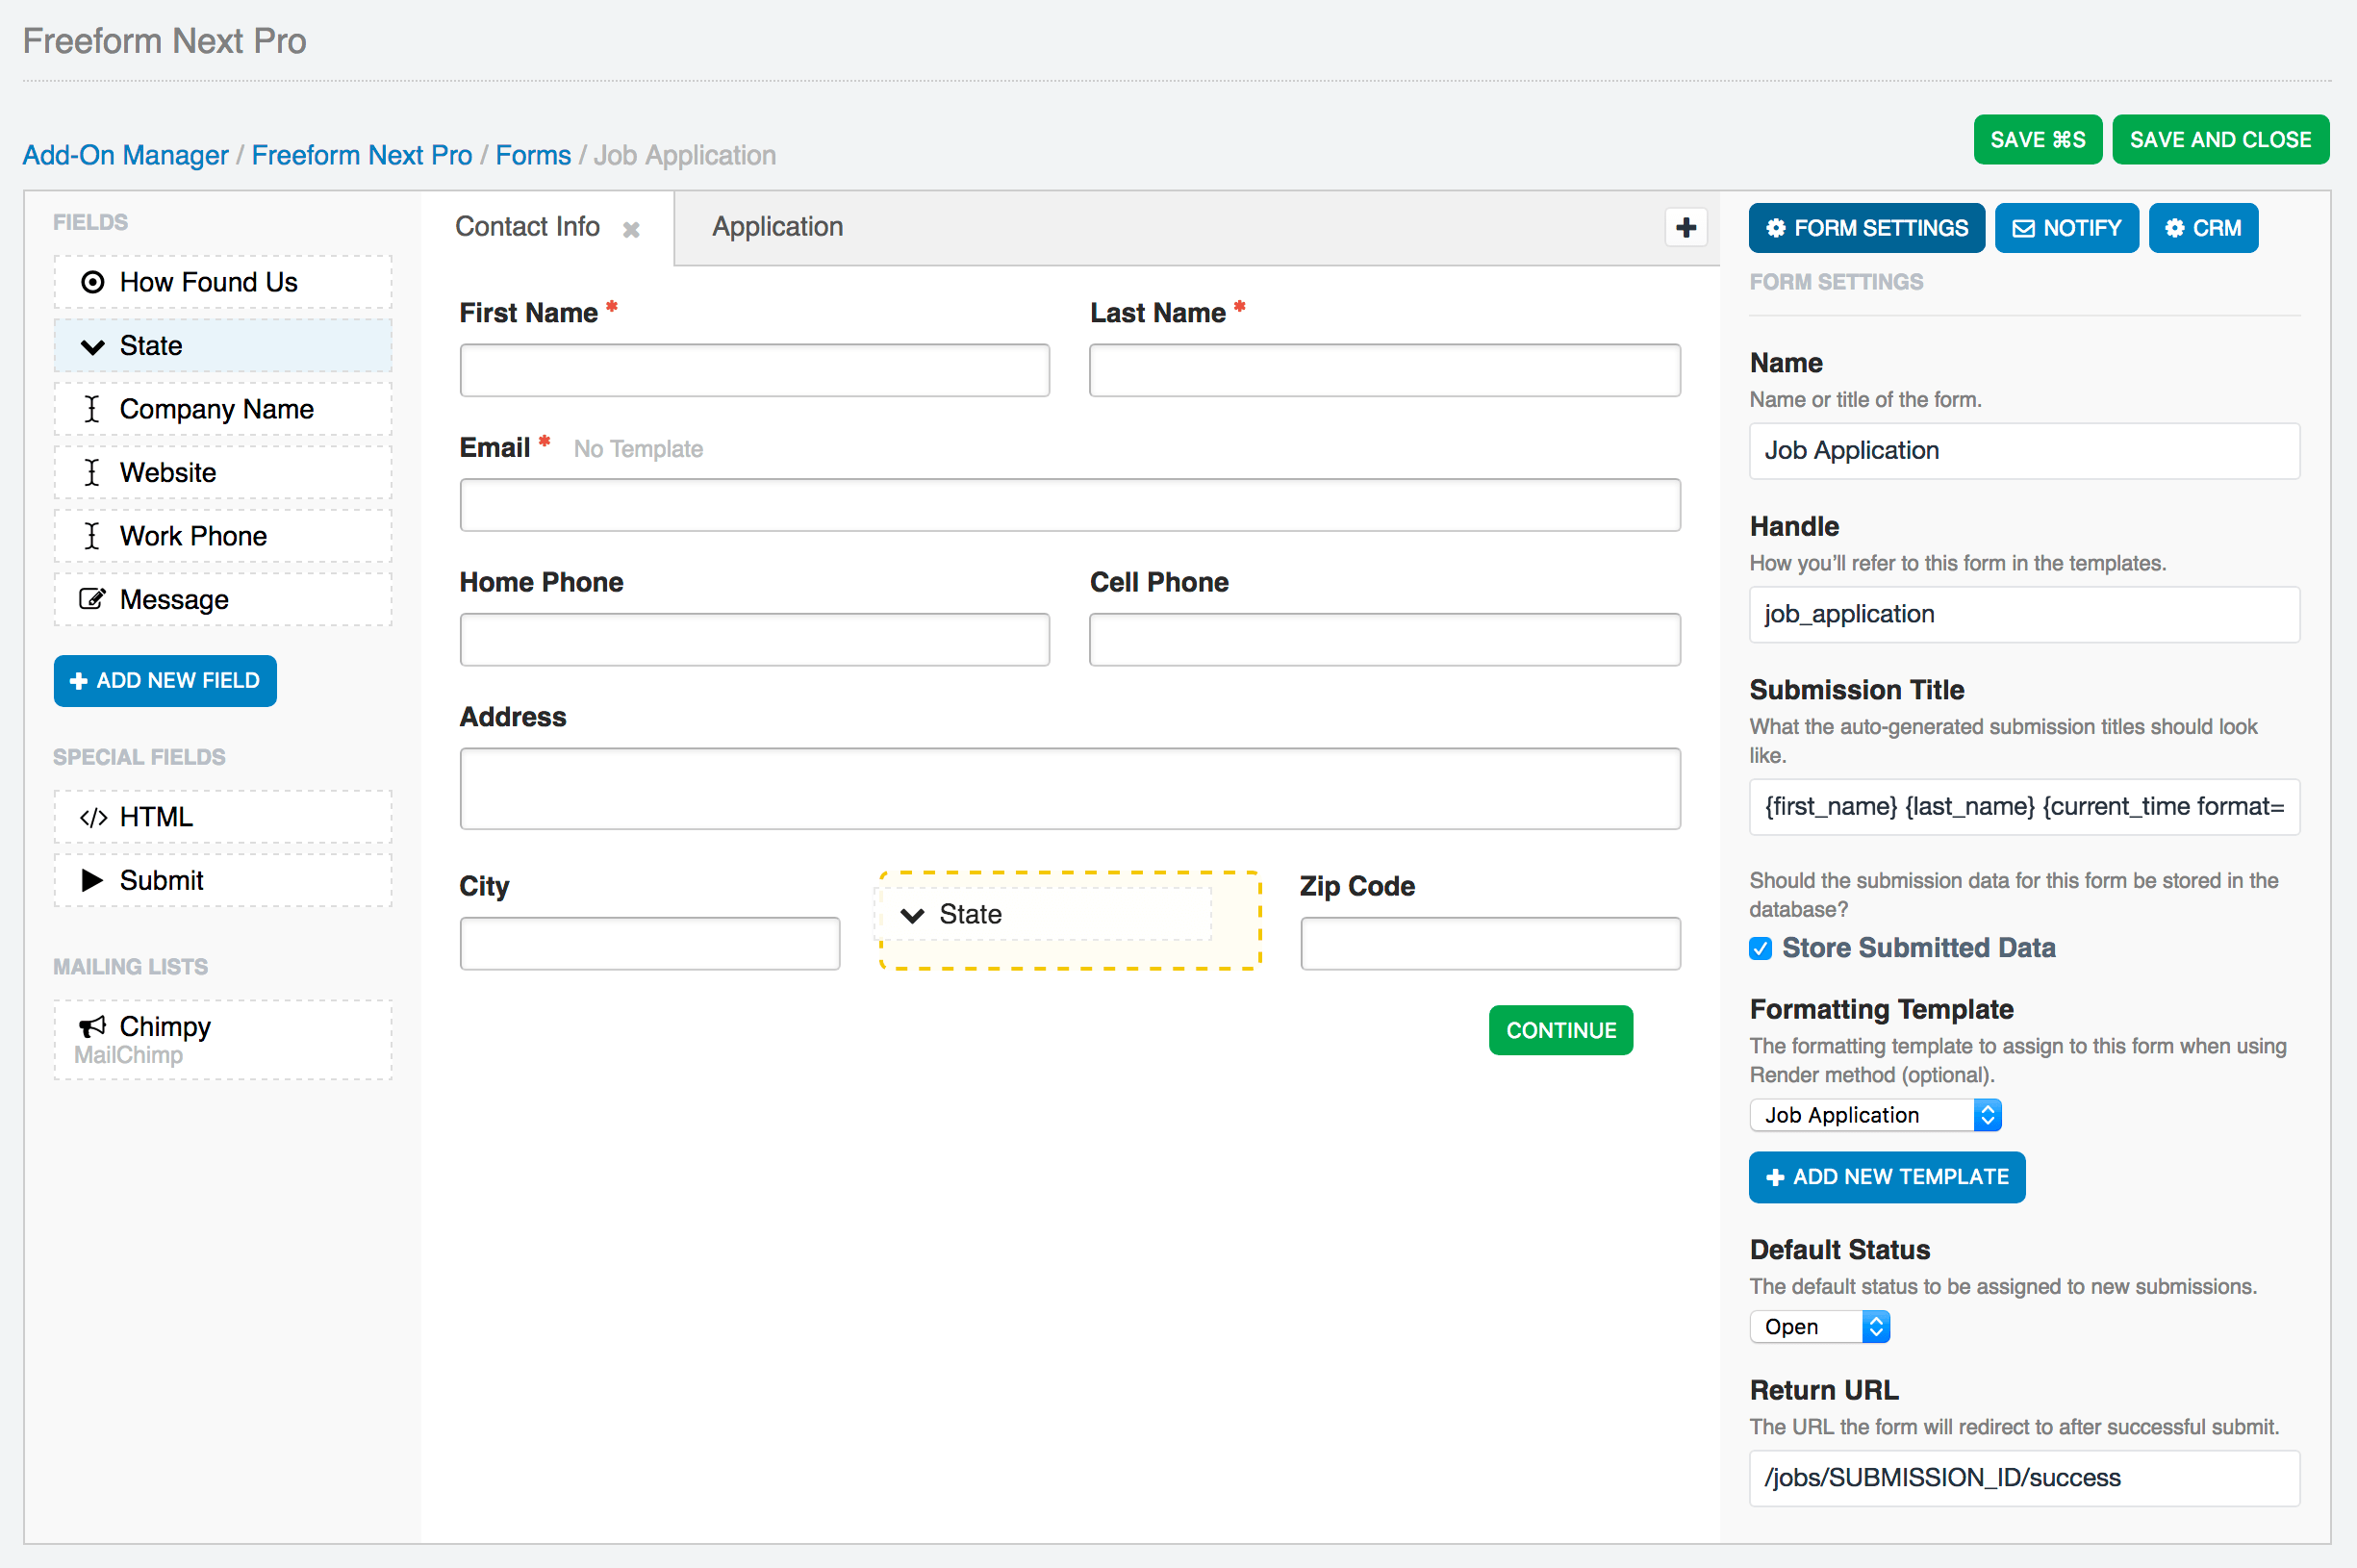 Freeform Next Pro
Add-On Manager / Freeform Next Pro / Forms / Job Application
SAVE ⌘S
SAVE AND CLOSE
FIELDS
How Found Us
State
Company Name
Website
Work Phone
Message
ADD NEW FIELD
SPECIAL FIELDS
HTML
Submit
MAILING LISTS
Chimpy
MailChimp
Contact Info
Application
First Name *
Last Name *
Email * No Template
Home Phone
Cell Phone
Address
City
State
Zip Code
CONTINUE
FORM SETTINGS
NOTIFY
CRM
FORM SETTINGS
Name
Name or title of the form.
Job Application
Handle
How you’ll refer to this form in the templates.
job_application
Submission Title
What the auto-generated submission titles should look
like.
{first_name} {last_name} {current_time format=
Should the submission data for this form be stored in the
database?
Store Submitted Data
Formatting Template
The formatting template to assign to this form when using
Render method (optional).
Job Application
ADD NEW TEMPLATE
Default Status
The default status to be assigned to new submissions.
Open
Return URL
The URL the form will redirect to after successful submit.
/jobs/SUBMISSION_ID/success